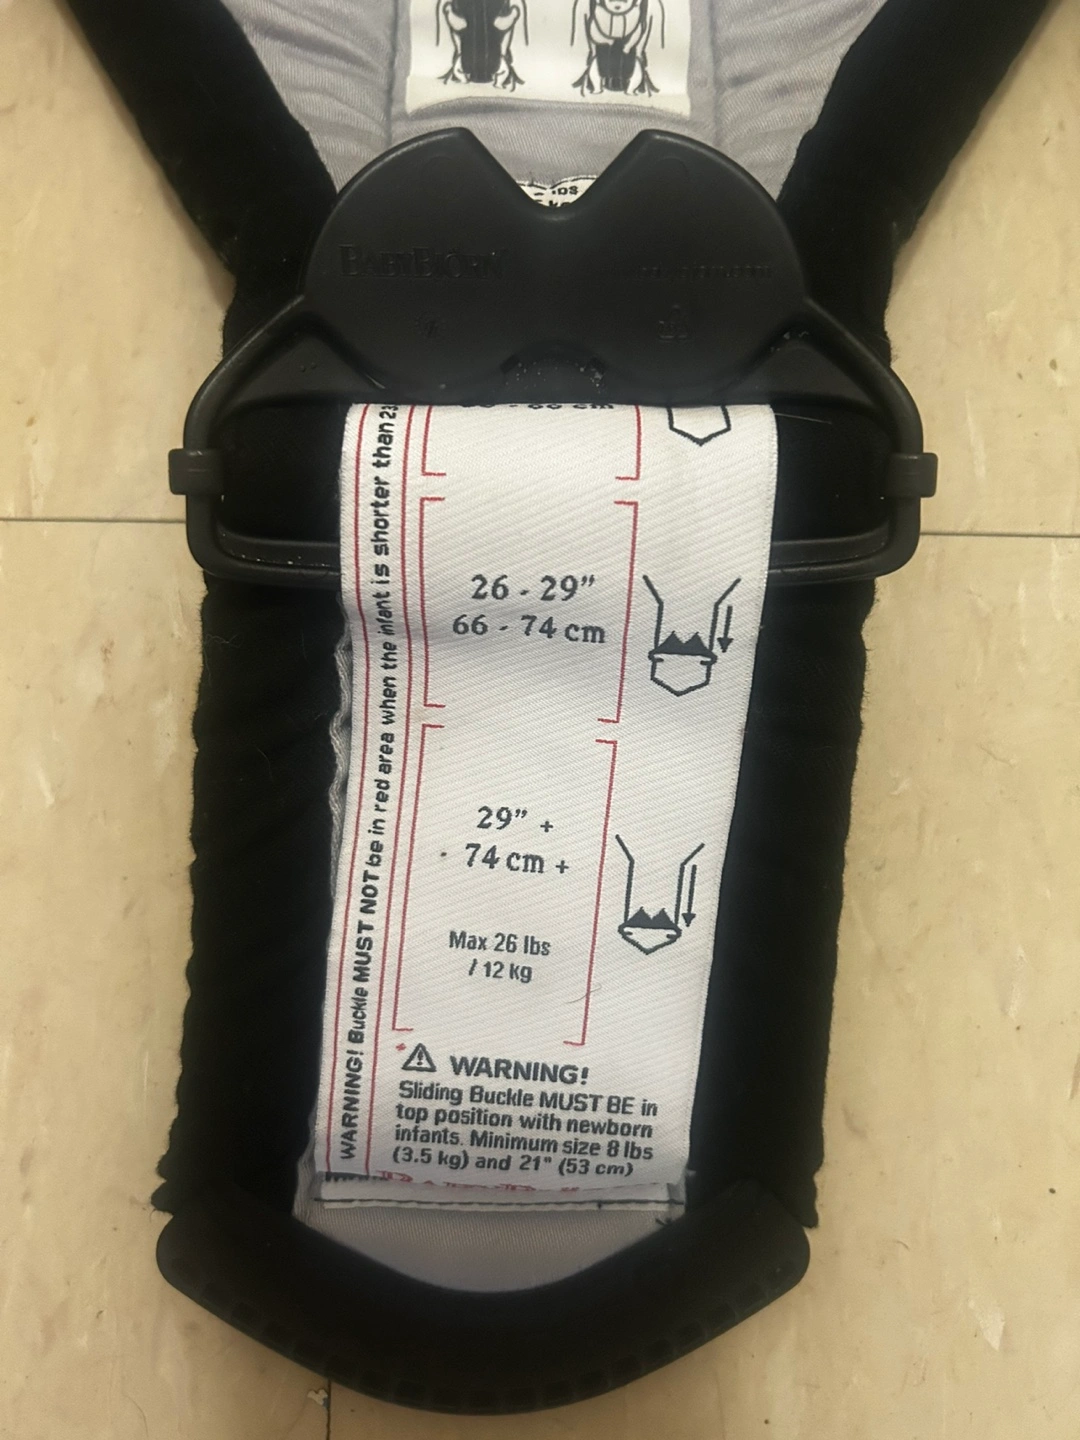 BABYBJÖRN
- 66 cm
26 - 29"
66 - 74 cm
29" +
74 cm +
Max 26 lbs
/ 12 kg
WARNING!
Sliding Buckle MUST BE in
top position with newborn
infants. Minimum size 8 lbs
(3.5 kg) and 21" (53 cm)
WARNING! Buckle MUST NOT be in red area when the infant is shorter than